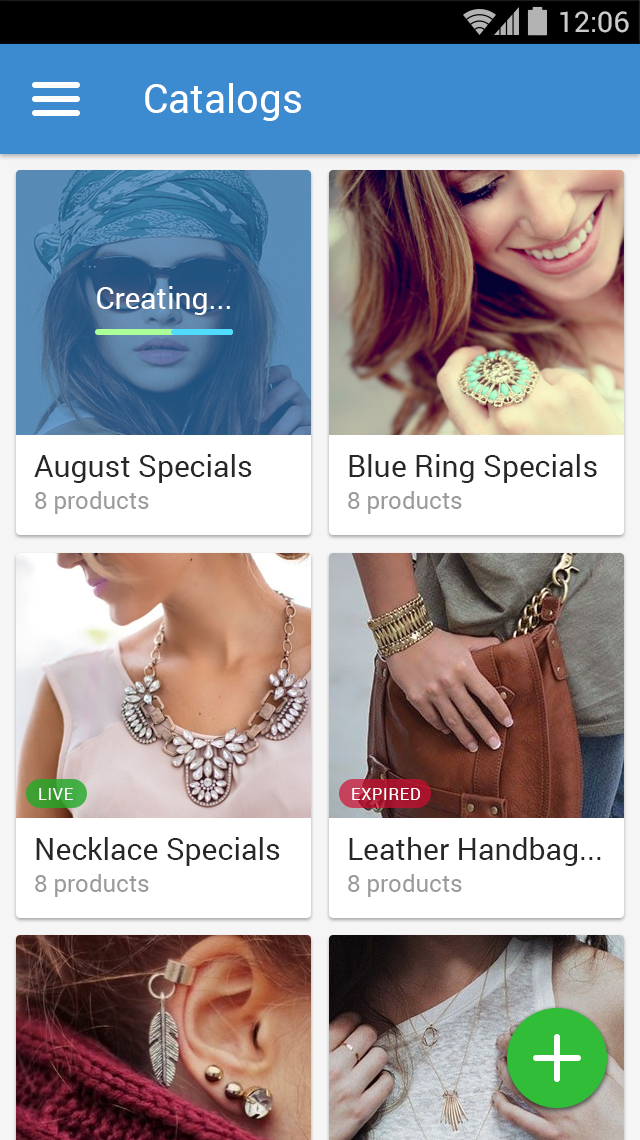 12:06
Catalogs
Creating...
August Specials
8 products
Blue Ring Specials
8 products
LIVE
Necklace Specials
8 products
EXPIRED
Leather Handbag...
8 products